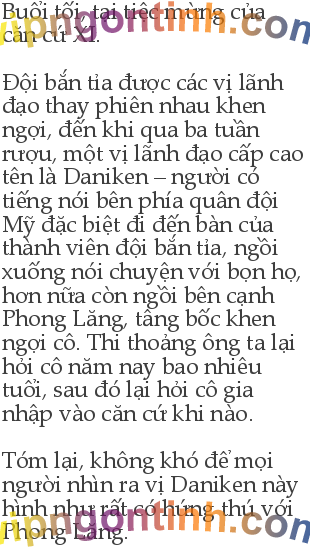 Buổi tối, tại tiệc mừng của
căn cứ XI.

Đội bắn tỉa được các vị lãnh
đạo thay phiên nhau khen
ngợi, đến khi qua ba tuần
rượu, một vị lãnh đạo cấp cao
tên là Daniken – người có
tiếng nói bên phía quân đội
Mỹ đặc biệt đi đến bàn của
thành viên đội bắn tỉa, ngồi
xuống nói chuyện với bọn họ,
hơn nữa còn ngồi bên cạnh
Phong Lăng, tâng bốc khen
ngợi cô. Thi thoảng ông ta lại
hỏi cô năm nay bao nhiêu
tuổi, sau đó lại hỏi cô gia
nhập vào căn cứ khi nào.

Tóm lại, không khó để mọi
người nhìn ra vị Daniken này
hình như rất có hứng thú với
Phong Lăng.